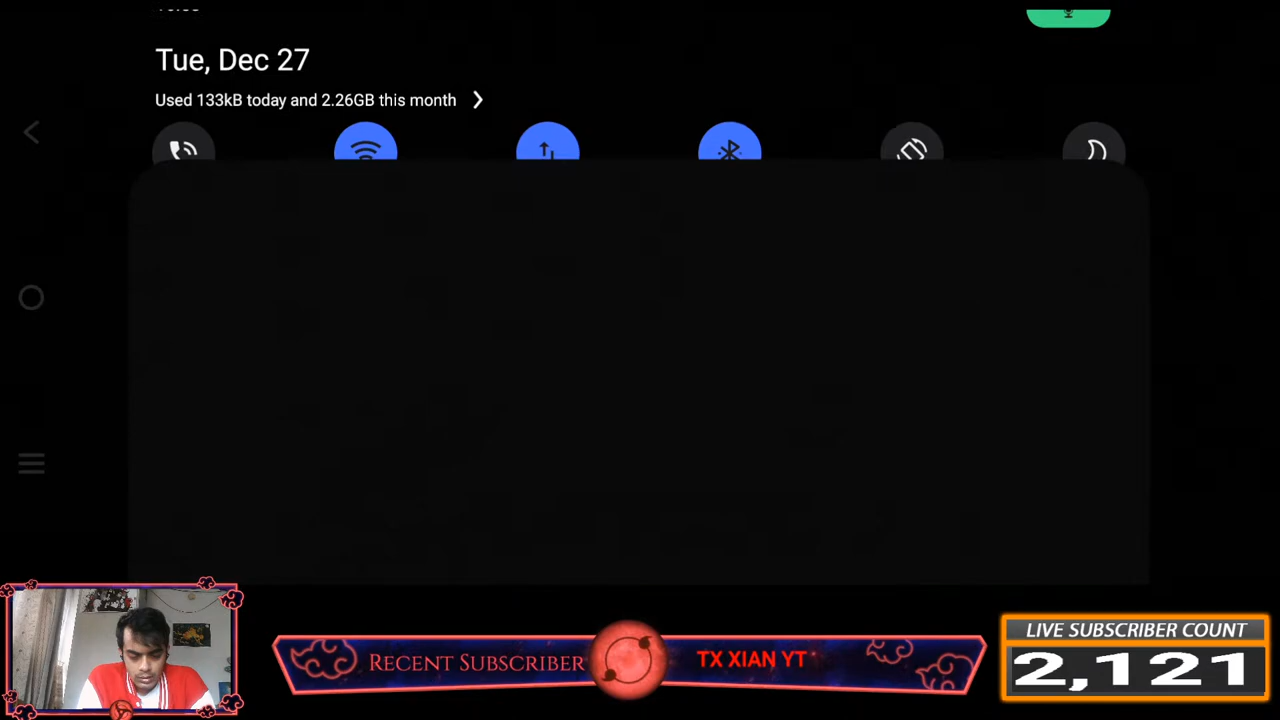 Tue, Dec 27
Used 133kB today and 2.26GB this month
RECENT SUBSCRIBER
TX XIAN YT
LIVE SUBSCRIBER COUNT
2,121